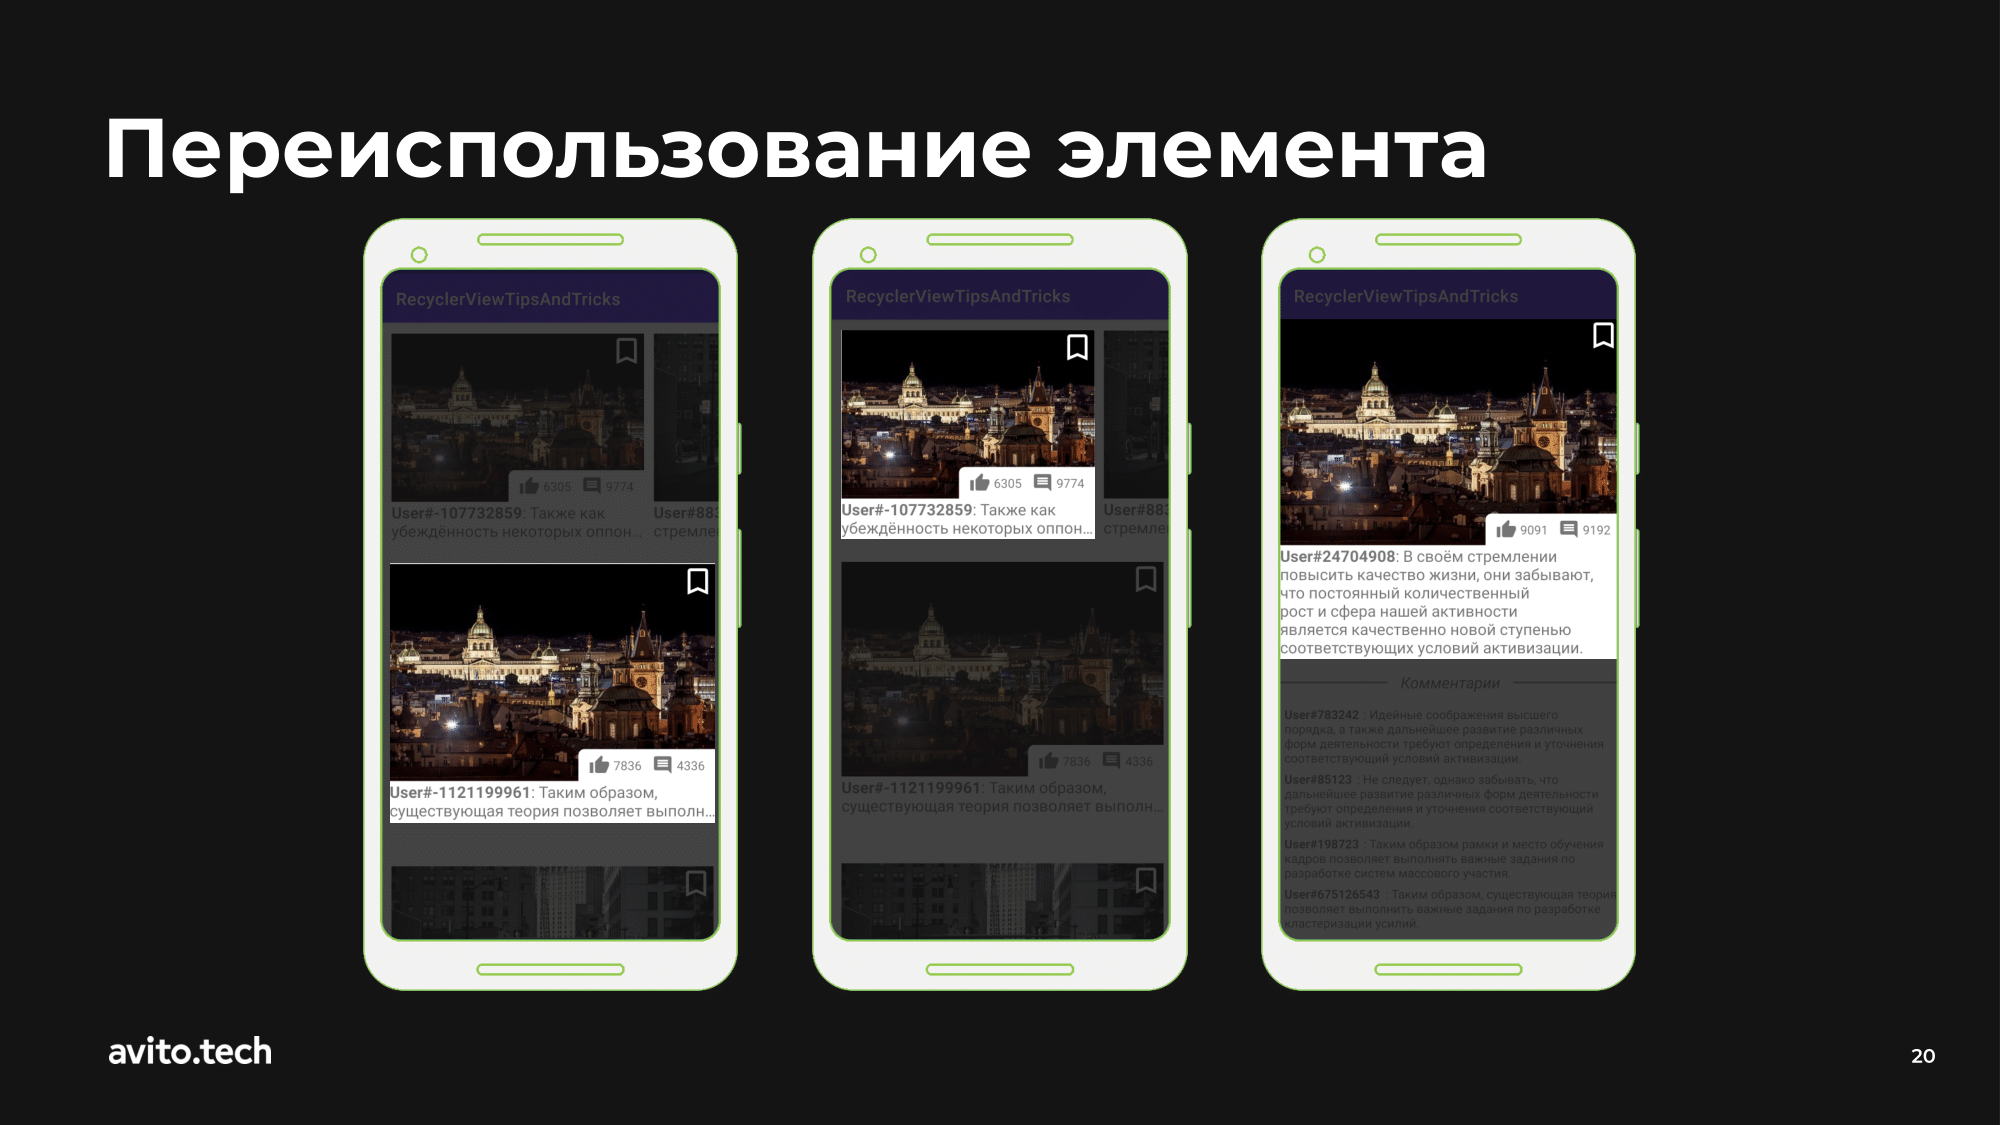 Переиспользование элемента
RecyclerViewTipsAndTricks
6305 9774
User#-107732859: Также как
убеждённость некоторых оппон...
User#883
стремле
7836 4336
User#-1121199961: Таким образом,
существующая теория позволяет выполн...
RecyclerViewTipsAndTricks
6305 9774
User#-107732859: Также как
убеждённость некоторых оппон...
User#883
стремле
7836 4336
User#-1121199961: Таким образом,
существующая теория позволяет выполн...
RecyclerViewTipsAndTricks
9091 9192
User#24704908: В своём стремлении
повысить качество жизни, они забывают,
что постоянный количественный
рост и сфера нашей активности
является качественно новой ступенью
соответствующих условий активизации.
Комментарии
User#783242 : Идейные соображения высшего
порядка, а также дальнейшее развитие различных
форм деятельности требуют определения и уточнения
соответствующий условий активизации.
User#85123 : Не следует, однако забывать, что
дальнейшее развитие различных форм деятельности
требуют определения и уточнения соответствующий
условий активизации.
User#198723 : Таким образом рамки и место обучения
кадров позволяет выполнять важные задания по
разработке систем массового участия.
User#675126543 : Таким образом, существующая теория
позволяет выполнить важные задания по разработке
кластеризации усилий.
avito.tech
20